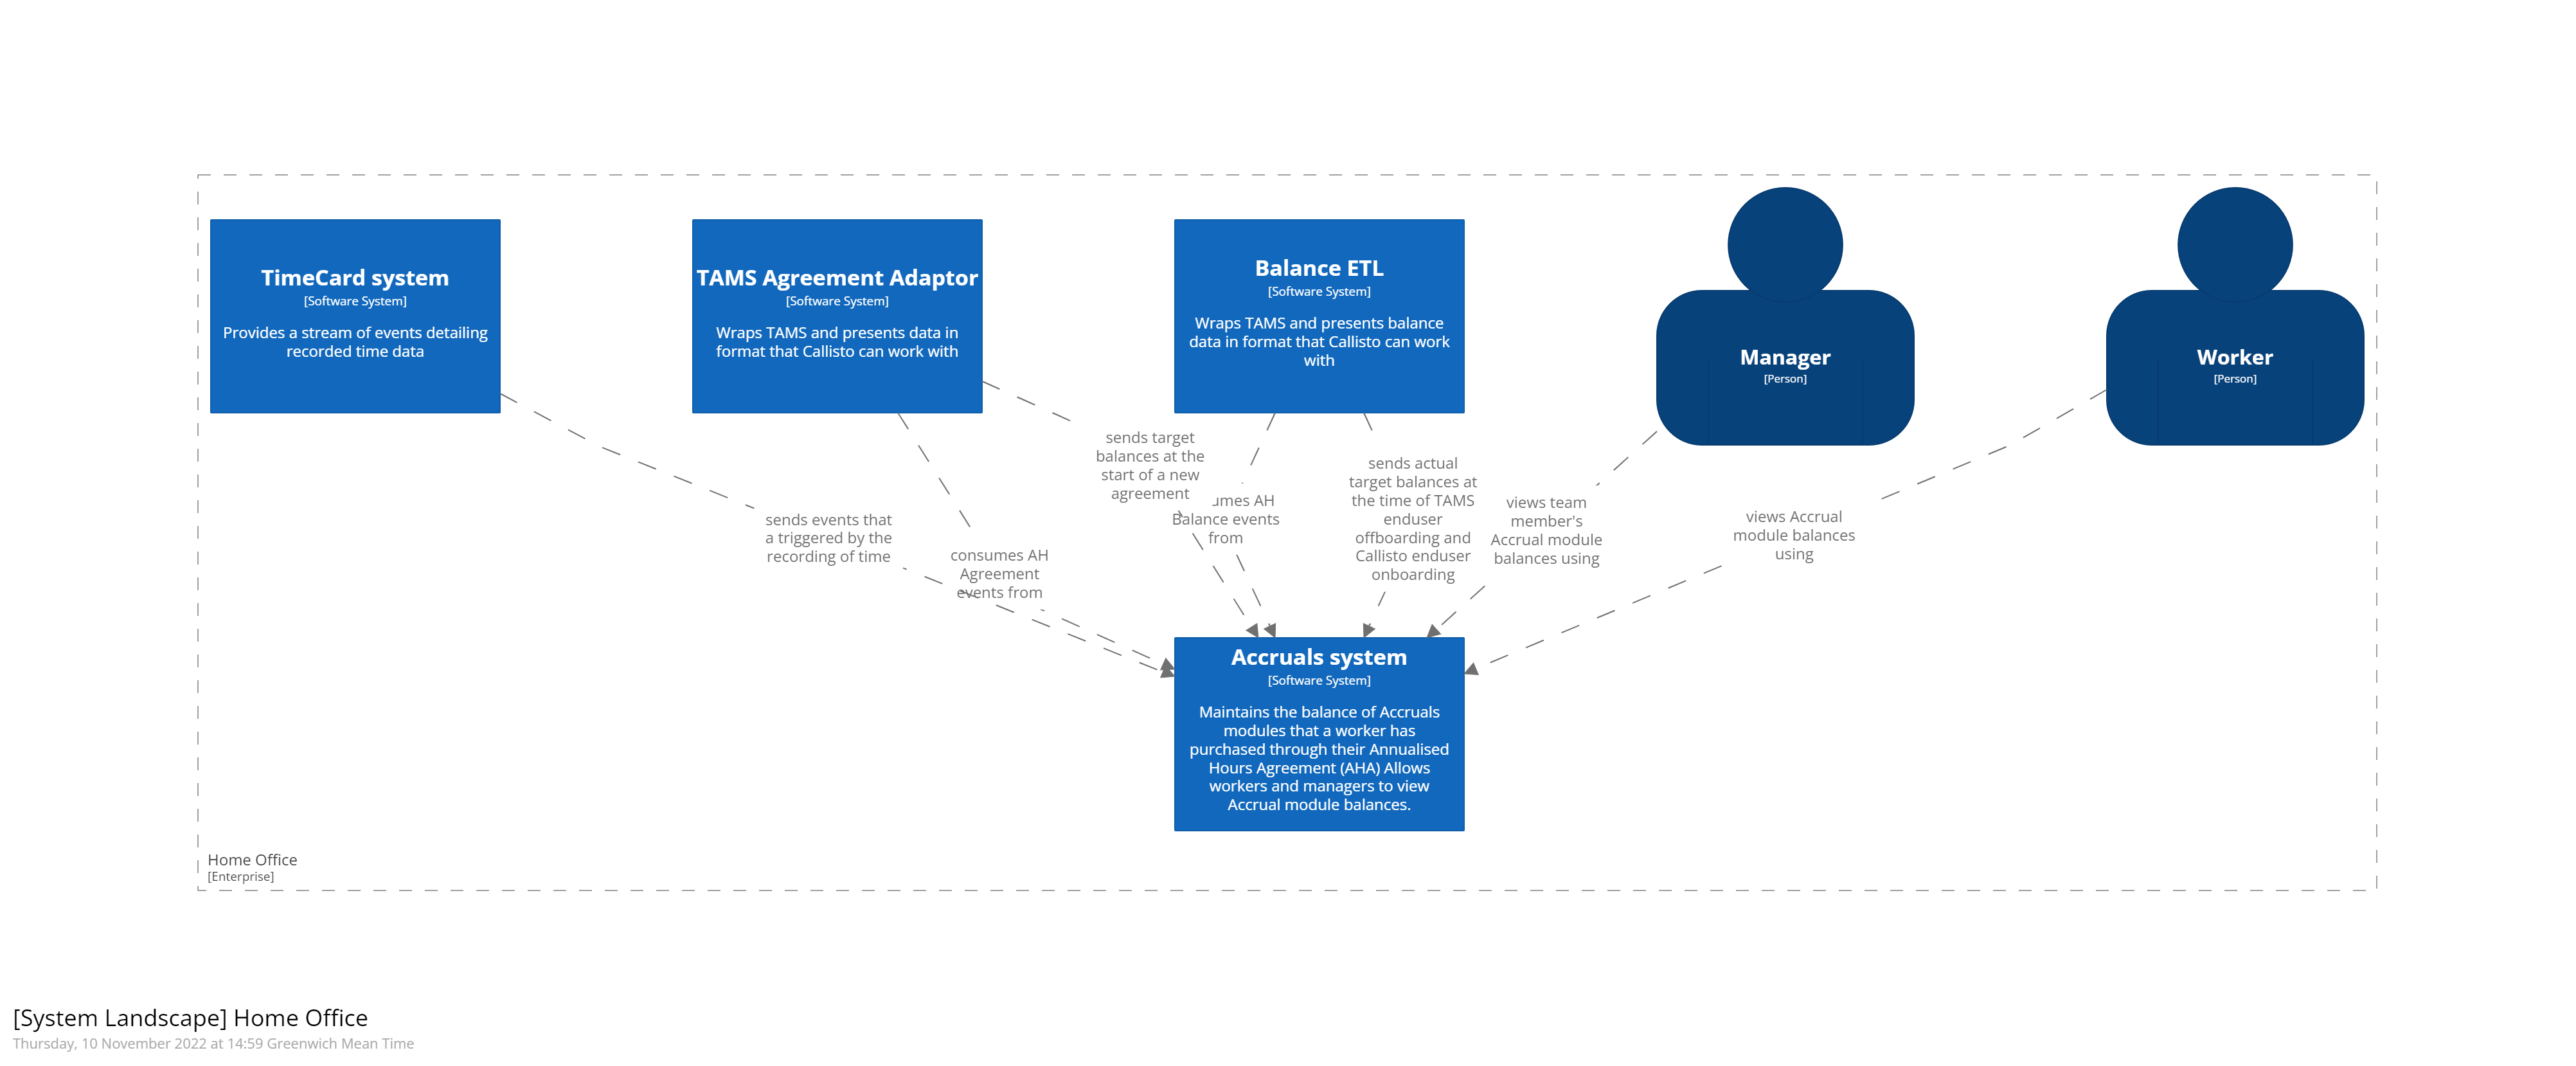 TimeCard system
[Software System]
Provides a stream of events detailing
recorded time data
TAMS Agreement Adaptor
[Software System]
Wraps TAMS and presents data in
format that Callisto can work with
Balance ETL
[Software System]
Wraps TAMS and presents balance
data in format that Callisto can work
with
Manager
[Person]
Worker
[Person]
sends events that
a triggered by the
recording of time
consumes AH
Agreement
events from
sends target
balances at the
start of a new
agreement
AH
Balance events
from
sends actual
target balances at
the time of TAMS
enduser
offboarding and
Callisto enduser
onboarding
views team
member's
Accrual module
balances using
views Accrual
module balances
using
Accruals system
[Software System]
Maintains the balance of Accruals
modules that a worker has
purchased through their Annualised
Hours Agreement (AHA) Allows
workers and managers to view
Accrual module balances.
Home Office
[Enterprise]
[System Landscape] Home Office
Thursday, 10 November 2022 at 14:59 Greenwich Mean Time